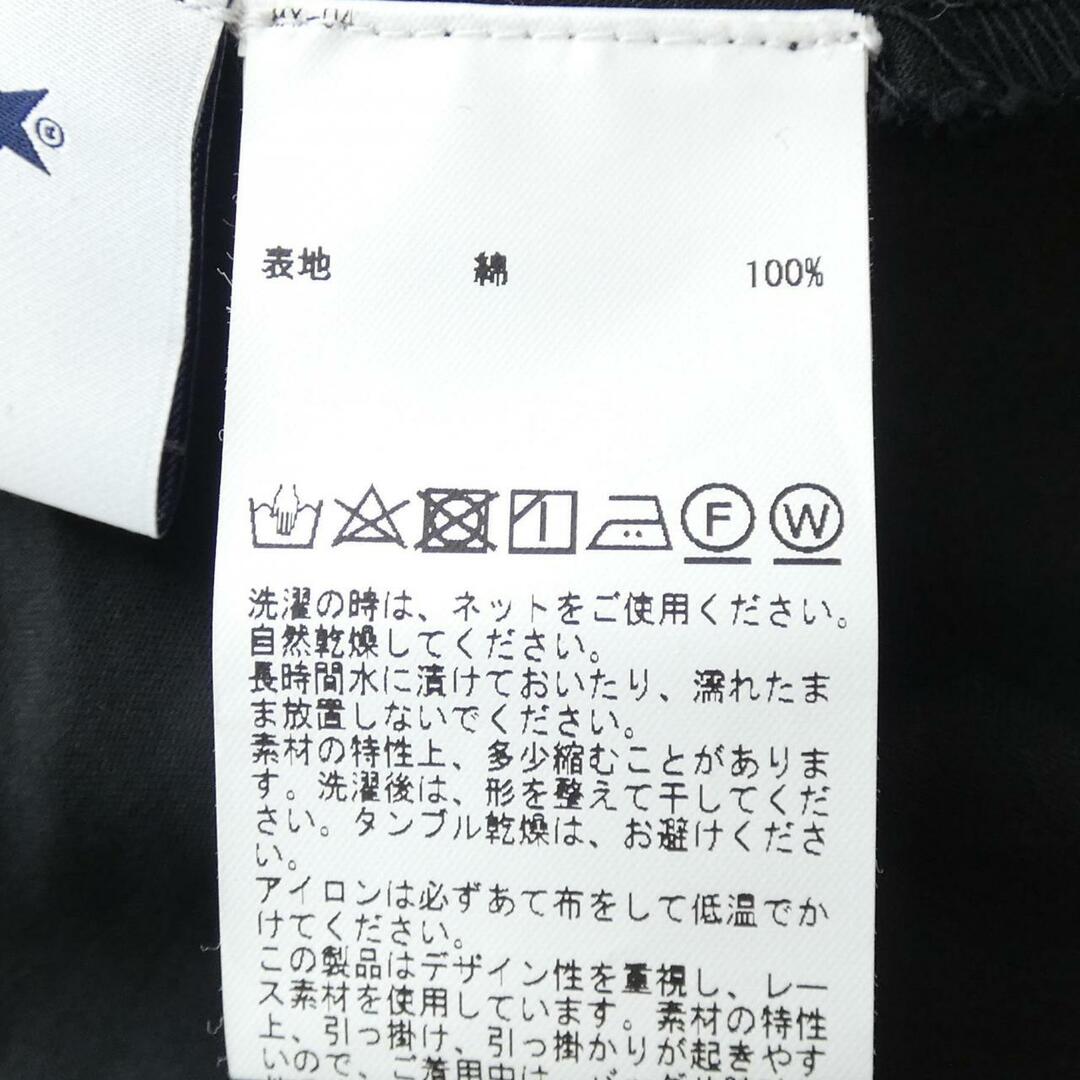 ®
表地 綿 100%
F W
洗濯の時は、ネットをご使用ください。
自然乾燥してください。
長時間水に漬けておいたり、濡れたま
ま放置しないでください。
素材の特性上、多少縮むことがありま
す。洗濯後は、形を整えて干してくだ
さい。タンブル乾燥は、お避けくださ
い。
アイロンは必ずあて布をして低温でか
けてください。
この製品はデザイン性を重視し、レー
ス素材を使用しています。素材の特性
上、引っ掛け、引っ掛かりが起きやす
いので、ご着用中は、